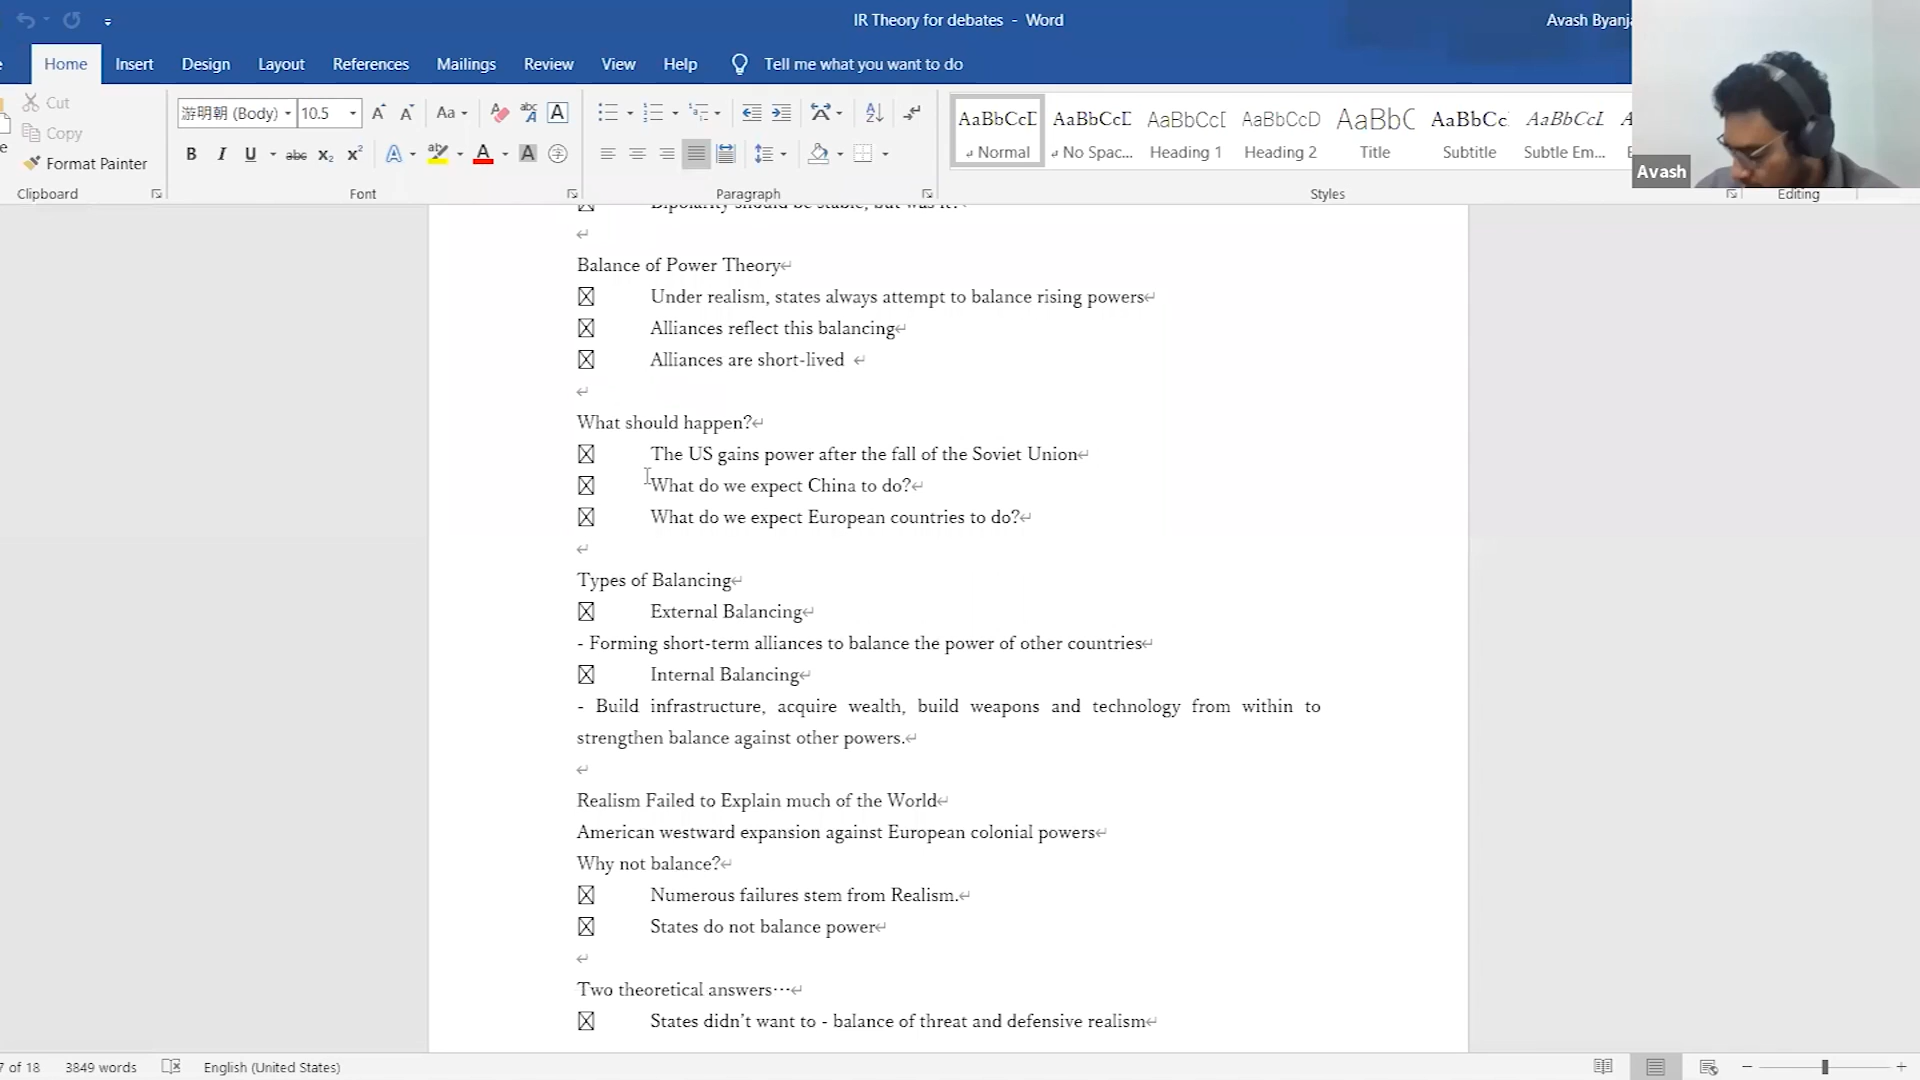 IR Theory for debates - Word
Avash Byanj
Home Insert Design Layout References Mailings Review View Help Tell me what you want to do
Cut
Copy
Format Painter
Clipboard
游明朝 (Body) 10.5
Font
Paragraph
AaBbCcD AaBbCcD AaBbCcD AaBbCcD AaBbC AaBbCc AaBbCcL
Normal No Spac... Heading 1 Heading 2 Title Subtitle Subtle Em...
Styles
Editing
Avash
Bipolarity should be stable, but was it?
Balance of Power Theory
Under realism, states always attempt to balance rising powers
Alliances reflect this balancing
Alliances are short-lived
What should happen?
The US gains power after the fall of the Soviet Union
What do we expect China to do?
What do we expect European countries to do?
Types of Balancing
External Balancing
- Forming short-term alliances to balance the power of other countries
Internal Balancing
- Build infrastructure, acquire wealth, build weapons and technology from within to
strengthen balance against other powers.
Realism Failed to Explain much of the World
American westward expansion against European colonial powers
Why not balance?
Numerous failures stem from Realism.
States do not balance power
Two theoretical answers…
States didn't want to - balance of threat and defensive realism
7 of 18 3849 words English (United States)